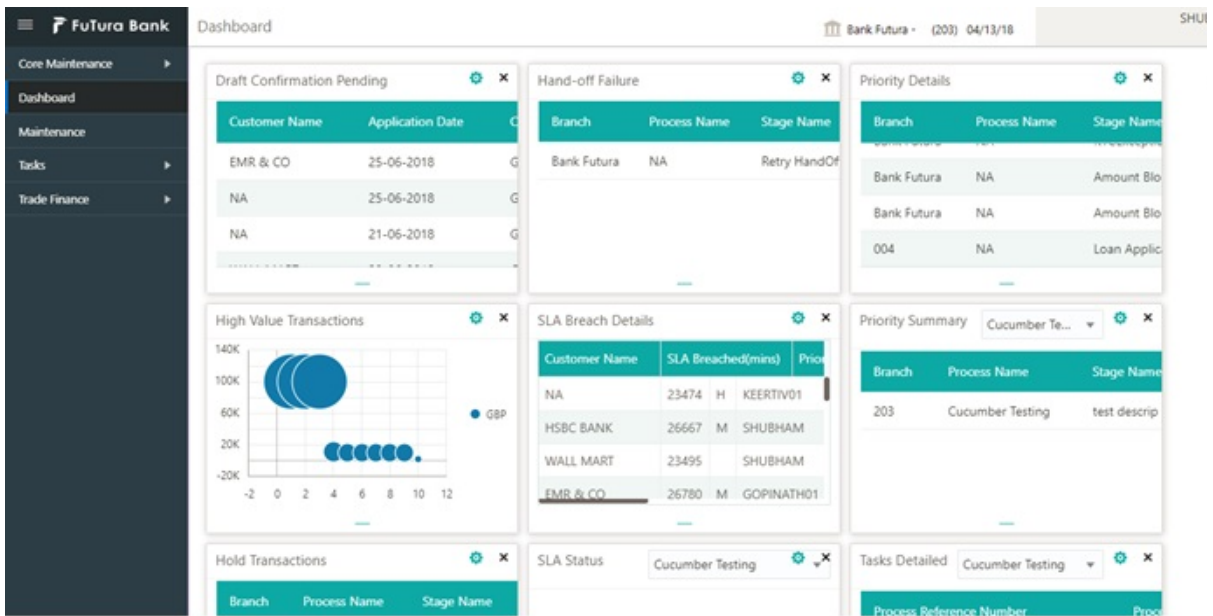 FuTura Bank
Dashboard
Bank Futura - (203) 04/13/18
SHUI
Core Maintenance
Dashboard
Maintenance
Tasks
Trade Finance
Draft Confirmation Pending
Customer Name Application Date C
EMR & CO 25-06-2018 G
NA 25-06-2018 G
NA 21-06-2018 G
Hand-off Failure
Branch Process Name Stage Name
Bank Futura NA Retry HandOf
Priority Details
Branch Process Name Stage Name
Bank Futura NA Amount Blo
Bank Futura NA Amount Blo
004 NA Loan Applic
High Value Transactions
140K
100K
60K
20K
-20K
-2 0 2 4 6 8 10 12
GBP
SLA Breach Details
Customer Name SLA Breached(mins) Prior
NA 23474 H KEERTIV01
HSBC BANK 26667 M SHUBHAM
WALL MART 23495 SHUBHAM
EMR & CO 26780 M GOPINATH01
Priority Summary Cucumber Te...
Branch Process Name Stage Name
203 Cucumber Testing test descrip
Hold Transactions
Branch Process Name Stage Name
SLA Status Cucumber Testing
Tasks Detailed Cucumber Testing
Process Reference Number Proce